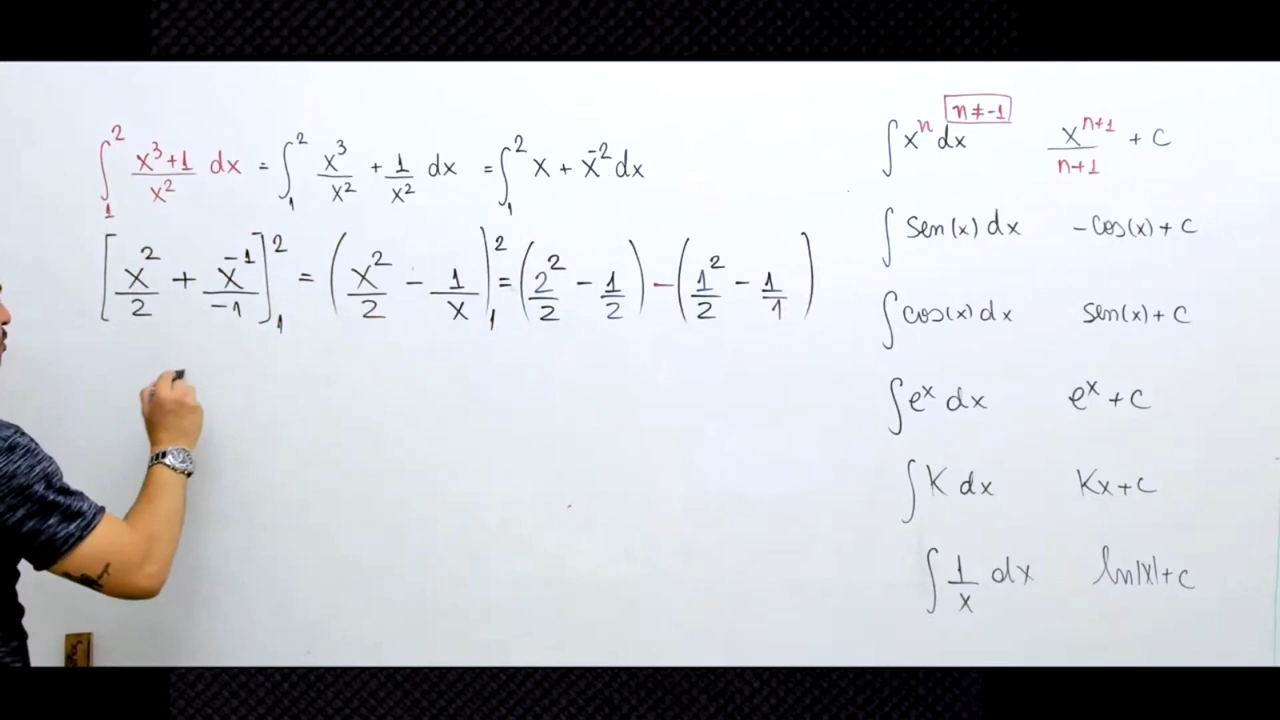 ∫₁² (x³+1)/x² dx = ∫₁² x³/x² + 1/x² dx = ∫₁² x + x⁻² dx
[x²/2 + x⁻¹/-1]₁² = (x²/2 - 1/x)₁² = (2²/2 - 1/2) - (1²/2 - 1/1)
n ≠ -1
∫ xⁿ dx xⁿ⁺¹/n+1 + C
∫ sen(x) dx -cos(x) + C
∫ cos(x) dx sen(x) + C
∫ eˣ dx eˣ + C
∫ K dx Kx + C
∫ 1/x dx ln|x| + C